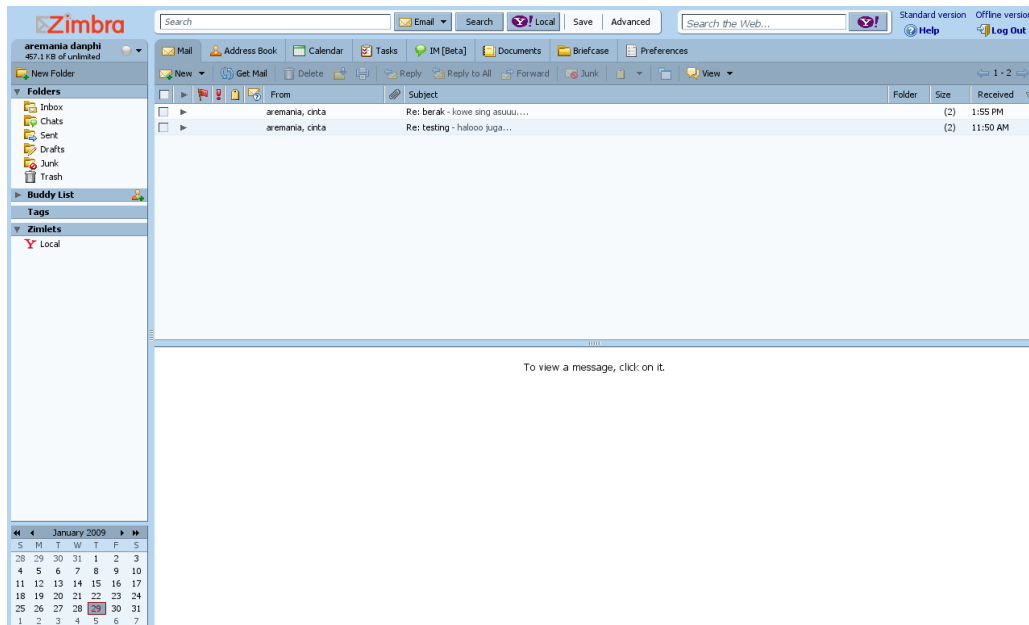 Zimbra
Search Email Search Y! Local Save Advanced Search the Web... Y! Standard version Offline versio
Help Log Out
aremania danphi
457.1 KB of unlimited
Mail Address Book Calendar Tasks IM [Beta] Documents Briefcase Preferences
New Folder
New Get Mail Delete Reply Reply to All Forward Junk View 1 - 2
Folders
From Subject Folder Size Received
Inbox
Chats
Sent
Drafts
Junk
Trash
aremania, cinta Re: berak - kowe sing asuuu.... (2) 1:55 PM
aremania, cinta Re: testing - halooo juga... (2) 11:50 AM
Buddy List
Tags
Zimlets
Y Local
To view a message, click on it.
January 2009
S M T W T F S
28 29 30 31 1 2 3
4 5 6 7 8 9 10
11 12 13 14 15 16 17
18 19 20 21 22 23 24
25 26 27 28 29 30 31
1 2 3 4 5 6 7